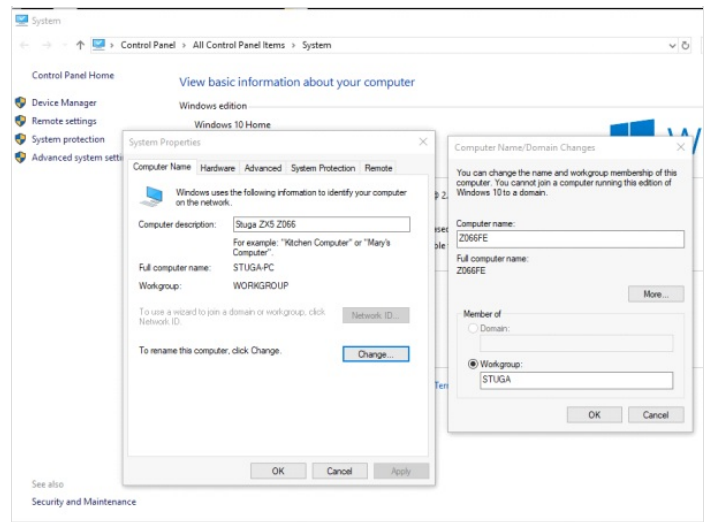 System
Control Panel > All Control Panel Items > System
Control Panel Home
Device Manager
Remote settings
System protection
Advanced system setti
See also
Security and Maintenance
View basic information about your computer
Windows edition
Windows 10 Home
System Properties
Computer Name Hardware Advanced System Protection Remote
Windows uses the following information to identify your computer
on the network.
Computer description: Stuga ZX5 Z066
For example: "Kitchen Computer" or "Mary's
Computer".
Full computer name: STUGA-PC
Workgroup: WORKGROUP
To use a wizard to join a domain or workgroup, click
Network ID.
Network ID...
To rename this computer, click Change.
Change...
OK Cancel Apply
Computer Name/Domain Changes
You can change the name and workgroup membership of this
computer. You cannot join a computer running this edition of
Windows 10 to a domain.
Computer name:
Z066FE
Full computer name:
Z066FE
More...
Member of
Domain:
Workgroup:
STUGA
OK Cancel